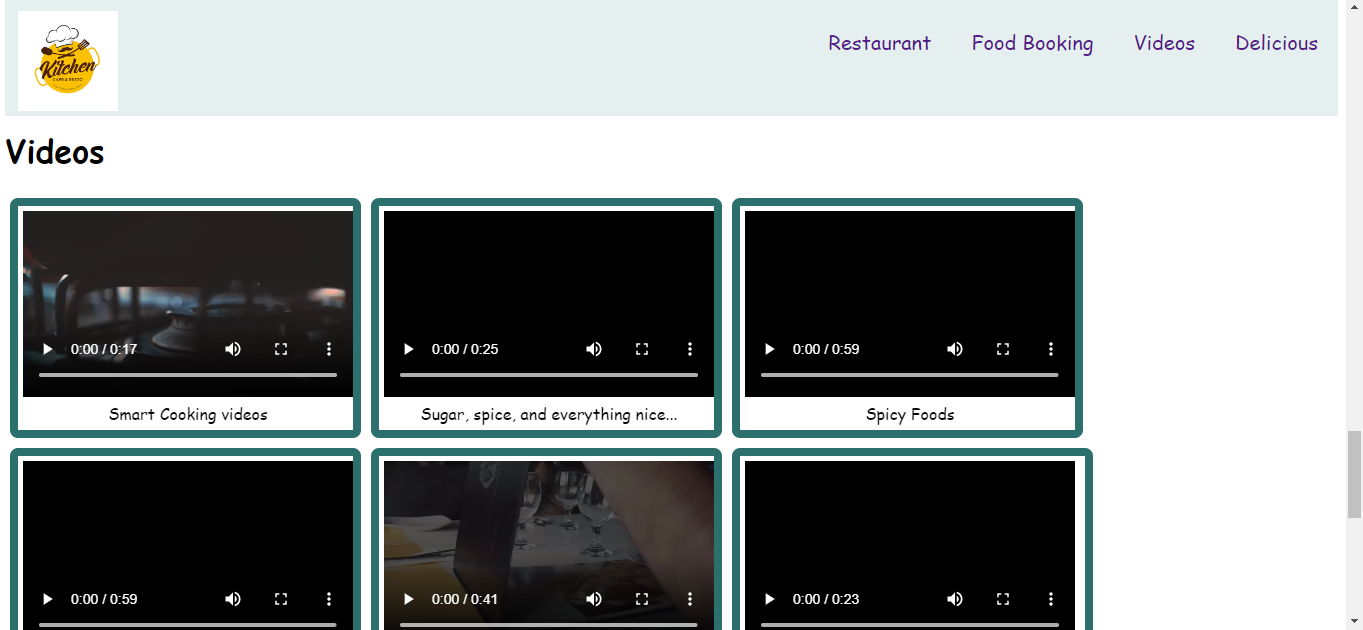 Kitchen
CAFE & RESTO
Restaurant Food Booking Videos Delicious
Videos
0:00 / 0:17
0:00 / 0:25
0:00 / 0:59
Smart Cooking videos
Sugar, spice, and everything nice...
Spicy Foods
0:00 / 0:59
0:00 / 0:41
0:00 / 0:23